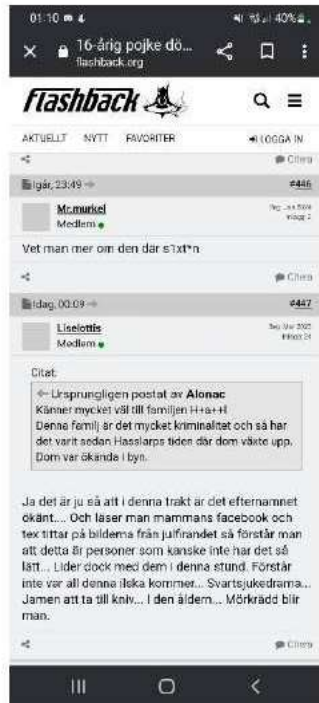 01:10
40%
16-årig pojke dö...
flashback.org
flashback
AKTUELLT NYTT FAVORITER LOGGA IN
Citera
Igår, 23:49 #446
Mr.murkel
Medlem
Vet man mer om den där s1xt*n
Citera
Idag, 00:09 #447
Liselottis
Medlem
Citat:
Ursprungligen postat av Alonac
Känner mycket väl till familjen H+a++l
Denna familj är det mycket kriminalitet och så har
det varit sedan Hasslarps tiden där dom växte upp.
Dom var ökända i byn.
Ja det är ju så att i denna trakt är det efternamnet
ökänt.... Och läser man mammans facebook och
tex tittar på bilderna från julfirandet så förstår man
att detta är personer som kanske inte har det så
lätt... Lider dock med dem i denna stund. Förstår
inte var all denna ilska kommer... Svartsjukedrama...
Jamen att ta till kniv... I den åldern... Mörkrädd blir
man.
Citera